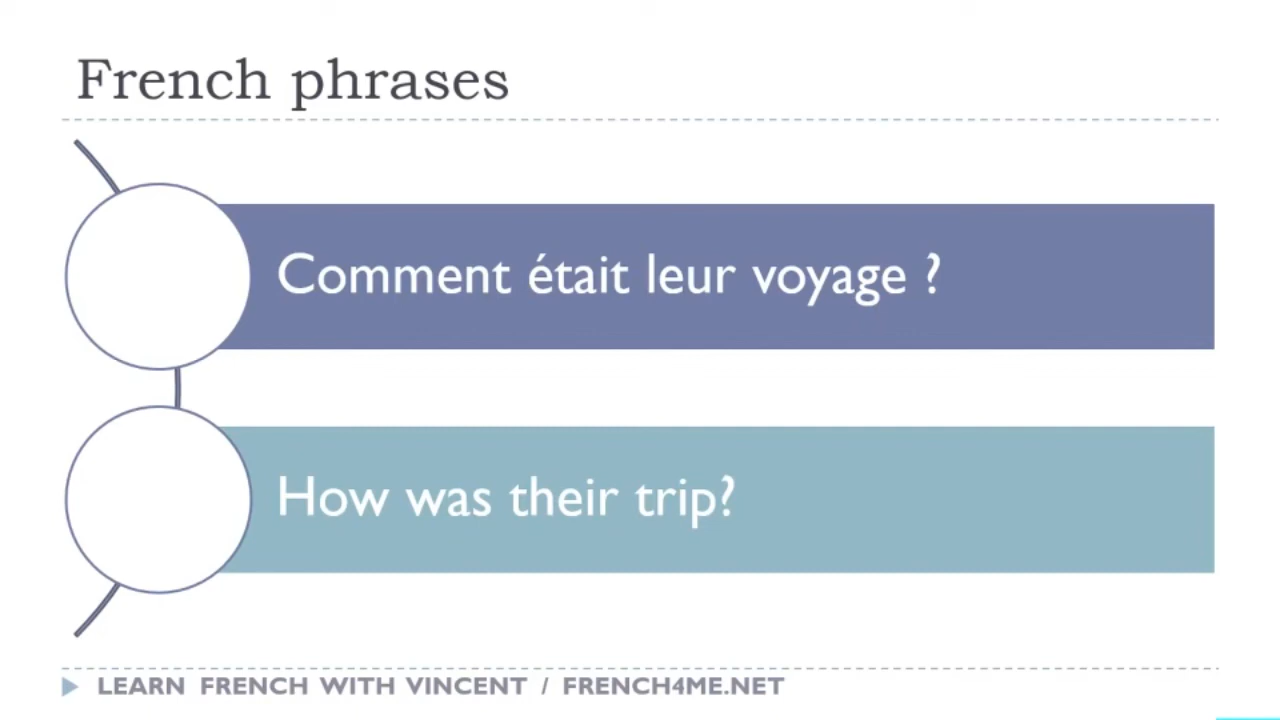 French phrases
Comment était leur voyage ?
How was their trip?
LEARN FRENCH WITH VINCENT / FRENCH4ME.NET